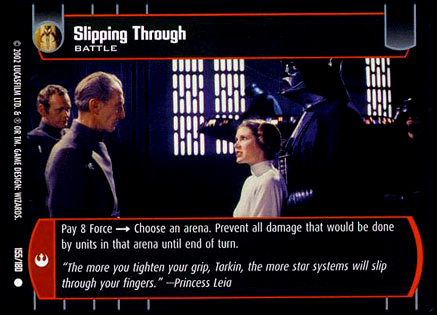 Slipping Through
BATTLE
Pay 8 Force → Choose an arena. Prevent all damage that would be done
by units in that arena until end of turn.
"The more you tighten your grip, Tarkin, the more star systems will slip
through your fingers." —Princess Leia
© 2002 LUCASFILM LTD. & ® OR TM. GAME DESIGN: WIZARDS.
155/180